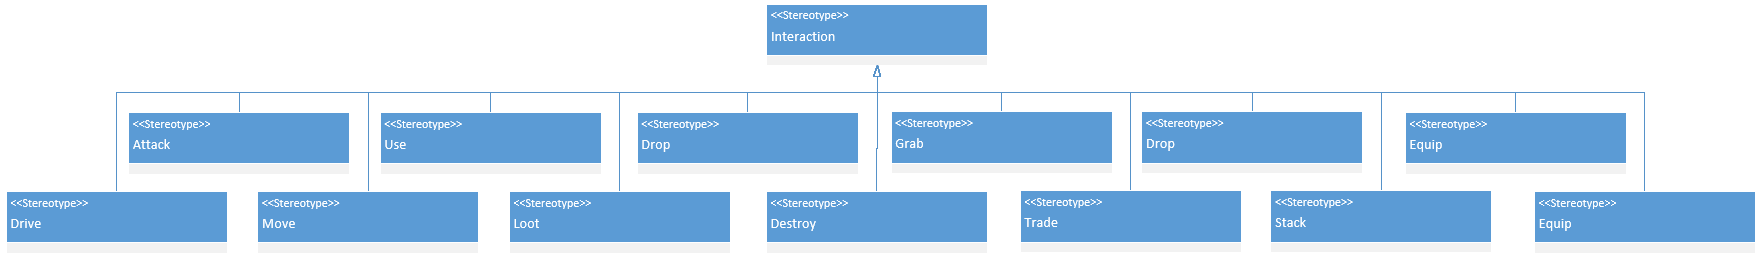 <<Stereotype>>
Interaction
<<Stereotype>>
Attack
<<Stereotype>>
Use
<<Stereotype>>
Drop
<<Stereotype>>
Grab
<<Stereotype>>
Drop
<<Stereotype>>
Equip
<<Stereotype>>
Drive
<<Stereotype>>
Move
<<Stereotype>>
Loot
<<Stereotype>>
Destroy
<<Stereotype>>
Trade
<<Stereotype>>
Stack
<<Stereotype>>
Equip